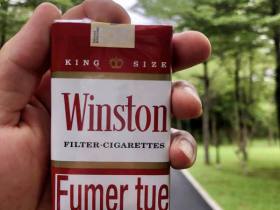 KING SIZE
Winston
FILTER-CIGARETTES
Fumer tue